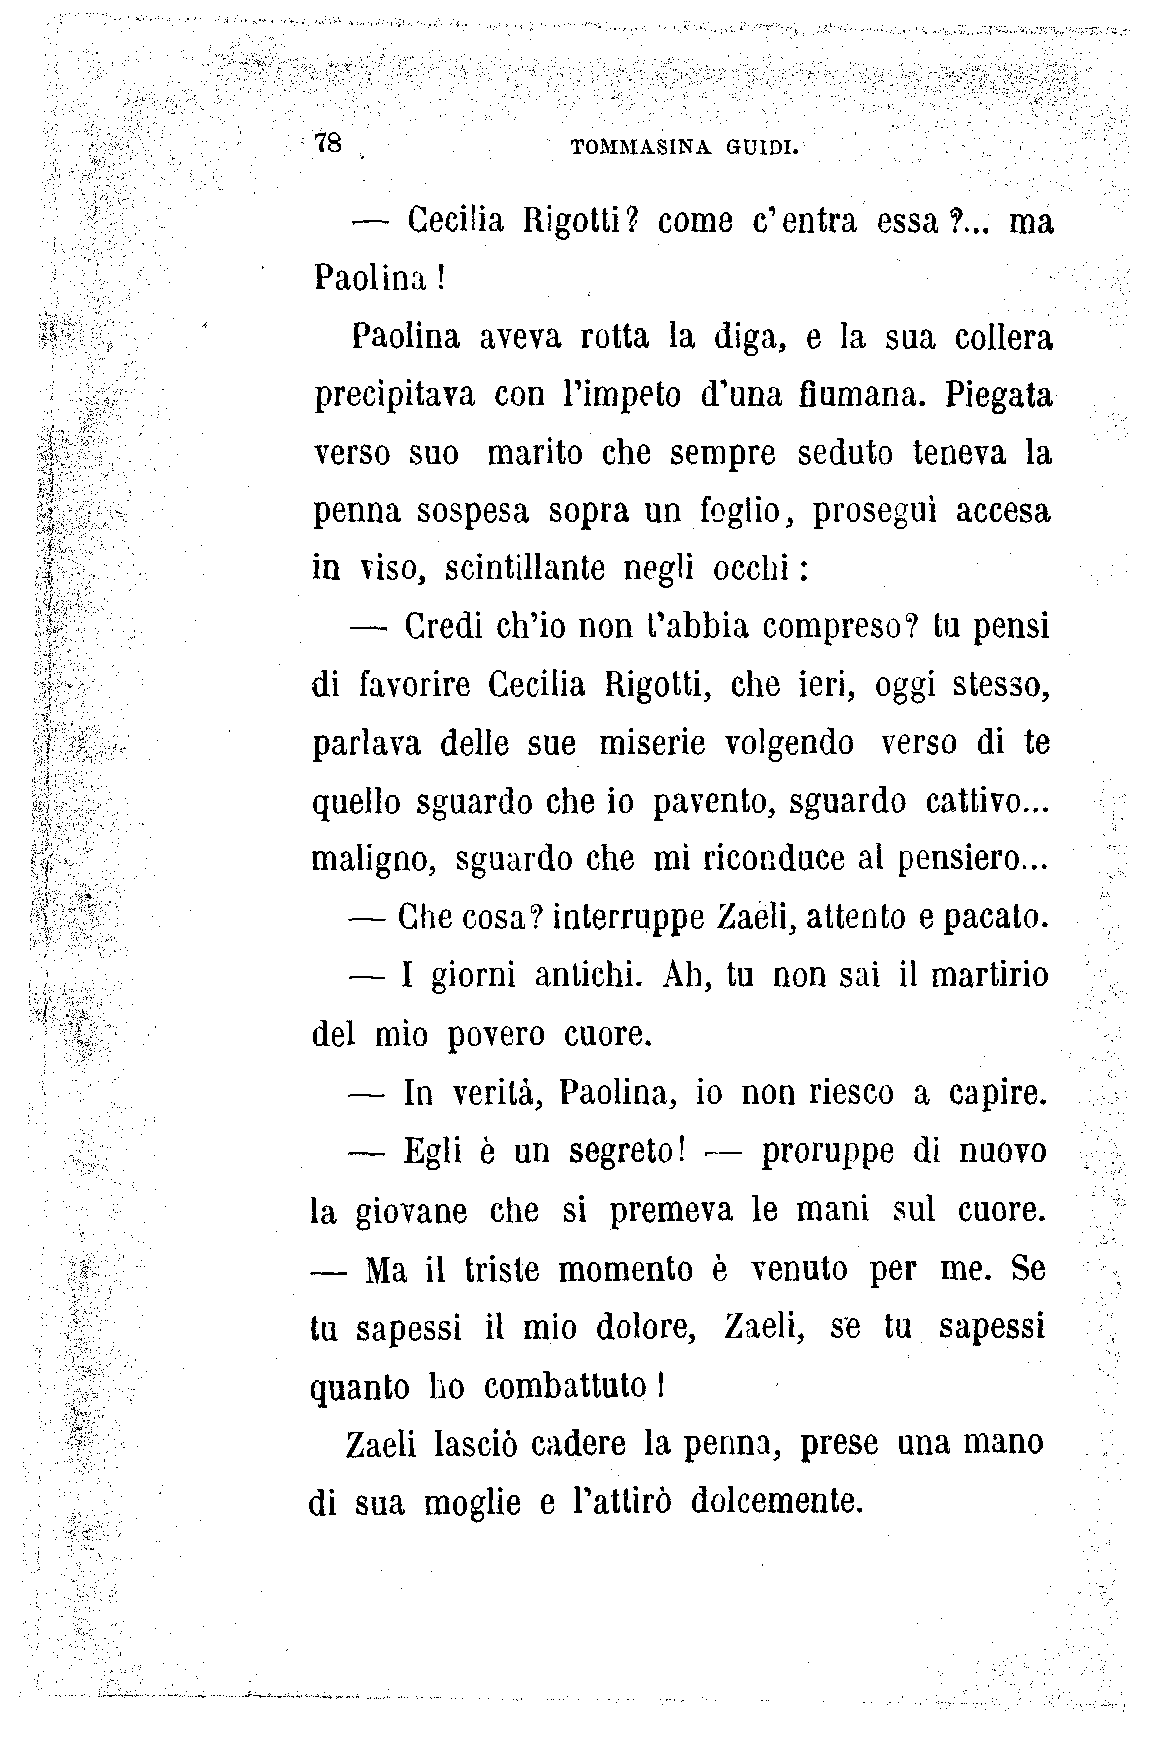 78 TOMMASINA GUIDI.
— Cecilia Rigotti? come c'entra essa?... ma
Paolina!
Paolina aveva rotta la diga, e la sua collera
precipitava con l'impeto d'una fiumana. Piegata
verso suo marito che sempre seduto teneva la
penna sospesa sopra un foglio, proseguì accesa
in viso, scintillante negli occhi:
— Credi ch'io non t'abbia compreso? tu pensi
di favorire Cecilia Rigotti, che ieri, oggi stesso,
parlava delle sue miserie volgendo verso di te
quello sguardo che io pavento, sguardo cattivo...
maligno, sguardo che mi riconduce al pensiero...
— Che cosa? interruppe Zaeli, attento e pacato.
— I giorni antichi. Ah, tu non sai il martirio
del mio povero cuore.
— In verità, Paolina, io non riesco a capire.
— Egli è un segreto! — proruppe di nuovo
la giovane che si premeva le mani sul cuore.
— Ma il triste momento è venuto per me. Se
tu sapessi il mio dolore, Zaeli, se tu sapessi
quanto ho combattuto!
Zaeli lasciò cadere la penna, prese una mano
di sua moglie e l'attirò dolcemente.